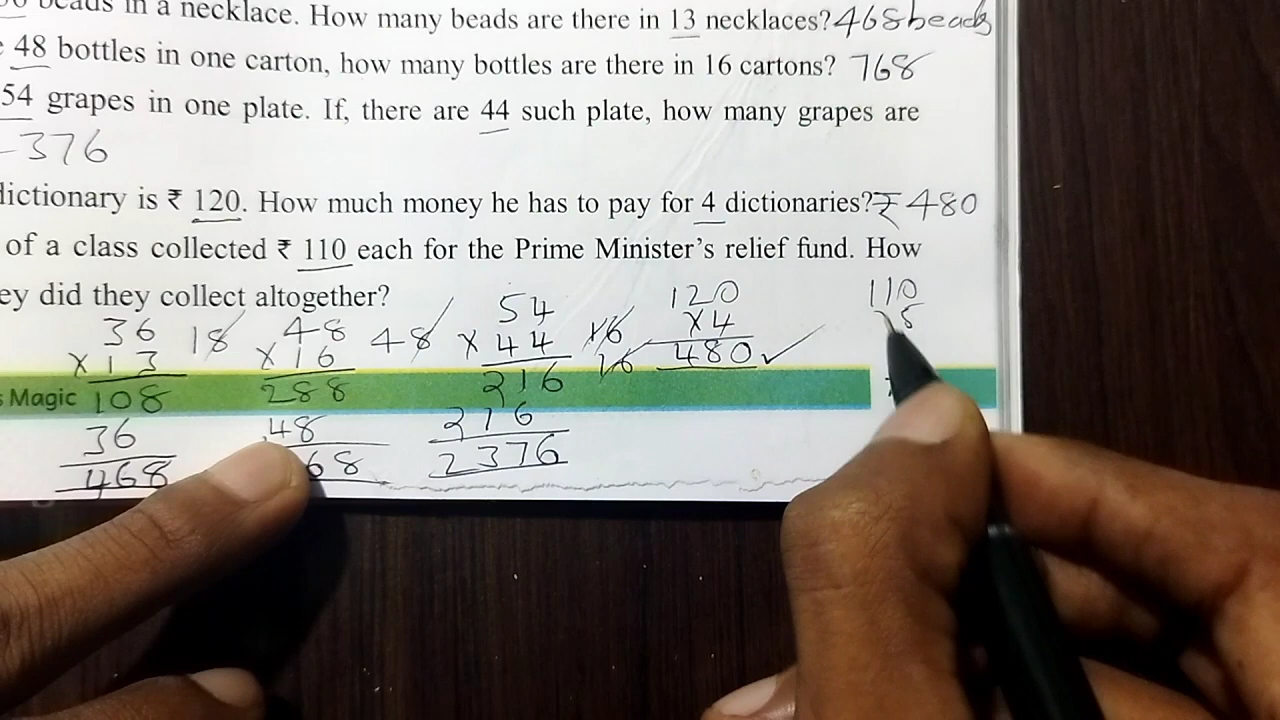 beads in a necklace. How many beads are there in 13 necklaces? 468 beads
48 bottles in one carton, how many bottles are there in 16 cartons? 768
54 grapes in one plate. If, there are 44 such plate, how many grapes are
376
dictionary is ₹ 120. How much money he has to pay for 4 dictionaries? ₹ 480
of a class collected ₹ 110 each for the Prime Minister's relief fund. How
ey did they collect altogether?
36 18 48 48 54 16 120 110
× 13 × 16 × 44 16 × 4
108 288 216 480 ✓
Magic
36 48 216
468 68 2376